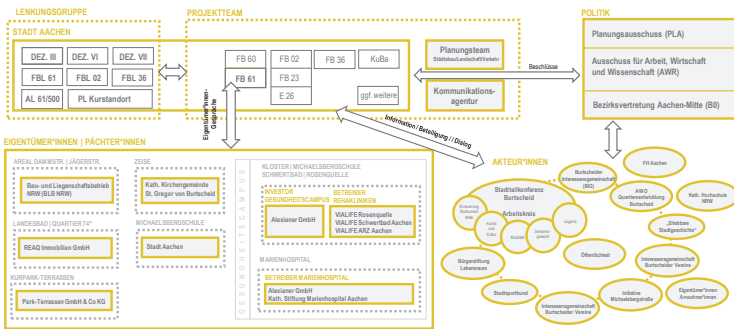 LENKUNGSGRUPPE
STADT AACHEN
DEZ. III
DEZ. VI
DEZ. VII
FBL 61
FBL 02
FBL 36
AL 61/500
PL Kurstandort
PROJEKTTEAM
FB 60
FB 02
FB 36
KuBa
FB 61
FB 23
E 26
ggf. weitere
Planungsteam
Städtebau/Landschaft/Verkehr
Kommunikations-
agentur
Beschlüsse
POLITIK
Planungsausschuss (PLA)
Ausschuss für Arbeit, Wirtschaft
und Wissenschaft (AWR)
Bezirksvertretung Aachen-Mitte (B0)
Eigentümer*innen-
Gespräche
Information / Beteiligung / / Dialog
EIGENTÜMER*INNEN | PÄCHTER*INNEN
AREAL DAMMSTR. | JÄGERSTR.
Bau- und Liegenschaftsbetrieb
NRW (BLB NRW)
LANDESBAD | QUARTIER 74°
REAQ Immobilien GmbH
KURPARK-TERRASSEN
Park-Terrassen GmbH & Co KG
ZEISE
Kath. Kirchengemeinde
St. Gregor von Burtscheid
MICHAELSBERGSCHULE
Stadt Aachen
GESUNDHEITSCAMPUS
KLOSTER | MICHAELSBERGSCHULE
SCHWERTBAD | ROSENQUELLE
INVESTOR
GESUNDHEITSCAMPUS
Alexianer GmbH
BETREIBER
REHAKLINIKEN
VIALIFE Rosenquelle
VIALIFE Schwertbad Aachen
VIALIFE ARZ Aachen
MARIENHOSPITAL
BETREIBER MARIENHOSPITAL
Alexianer GmbH
Kath. Stiftung Marienhospital Aachen
AKTEUR*INNEN
Stadtteilkonferenz
Burtscheid
Arbeitskreis
Kunst
und
Kultur
Jugend
Burtscheider
Interessensgemeinschaft
(BIG)
FH Aachen
AWO
Quartiersentwicklung
Burtscheid
Kath. Hochschule
NRW
„Erlebbare
Stadtgeschichte“
Öffentlichkeit
Interessensgemeinschaft
Burtscheider Vereine
Bürgerstiftung
Lebensraum
Stadtsportbund
Interessensgemeinschaft
Burtscheider Vereine
Initiative
Michaelsbergstraße
Eigentümer*innen
Anwohner*innen